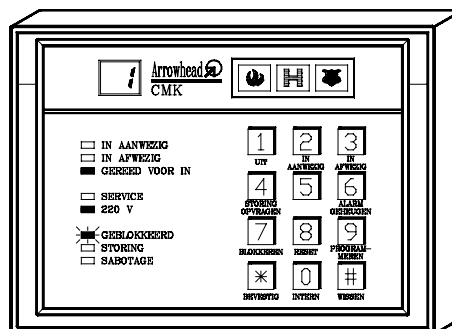 1
Arrowhead
CMK
IN AANWEZIG
IN AFWEZIG
GEREED VOOR IN
SERVICE
220 V
GEBLOKKEERD
STORING
SABOTAGE
1 2 3
UIT IN AANWEZIG IN AFWEZIG
4 5 6
STORING OPVRAGEN ALARM GEHEUGEN
7 8 9
BLOKKEREN RESET PROGRAM-MEREN
* 0 #
BEVESTIG INTERN WISSEN